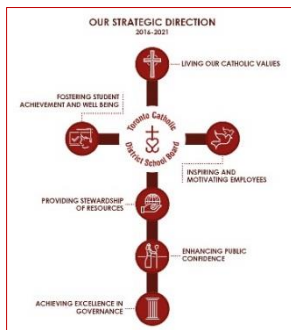 OUR STRATEGIC DIRECTION
2016-2021
LIVING OUR CATHOLIC VALUES
FOSTERING STUDENT
ACHIEVEMENT AND WELL BEING
Toronto Catholic
District School Board
INSPIRING AND
MOTIVATING EMPLOYEES
PROVIDING STEWARDSHIP
OF RESOURCES
ENHANCING PUBLIC
CONFIDENCE
ACHIEVING EXCELLENCE IN
GOVERNANCE